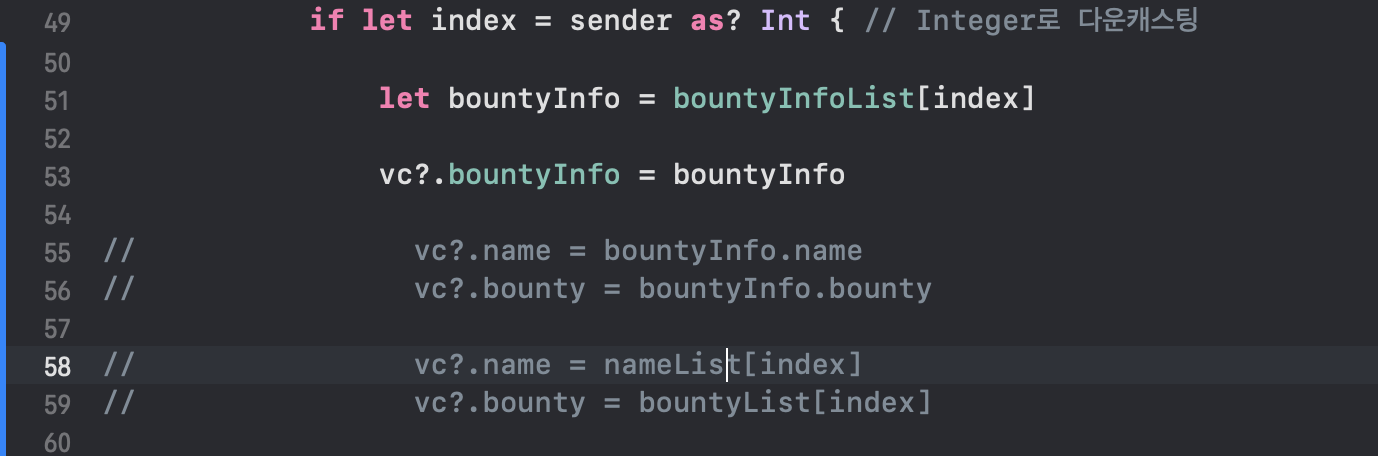 49 if let index = sender as? Int { // Integer로 다운캐스팅
50
51 let bountyInfo = bountyInfoList[index]
52
53 vc?.bountyInfo = bountyInfo
54
55 // vc?.name = bountyInfo.name
56 // vc?.bounty = bountyInfo.bounty
57
58 // vc?.name = nameList[index]
59 // vc?.bounty = bountyList[index]
60